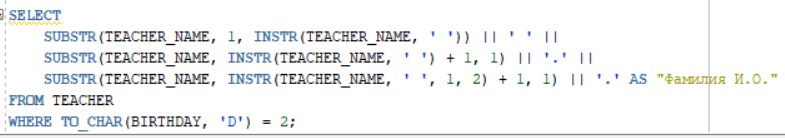 SELECT
SUBSTR(TEACHER_NAME, 1, INSTR(TEACHER_NAME, ' ')) || ' ' ||
SUBSTR(TEACHER_NAME, INSTR(TEACHER_NAME, ' ') + 1, 1) || '.' ||
SUBSTR(TEACHER_NAME, INSTR(TEACHER_NAME, ' ', 1, 2) + 1, 1) || '.' AS "Фамилия И.О."
FROM TEACHER
WHERE TO_CHAR(BIRTHDAY, 'D') = 2;